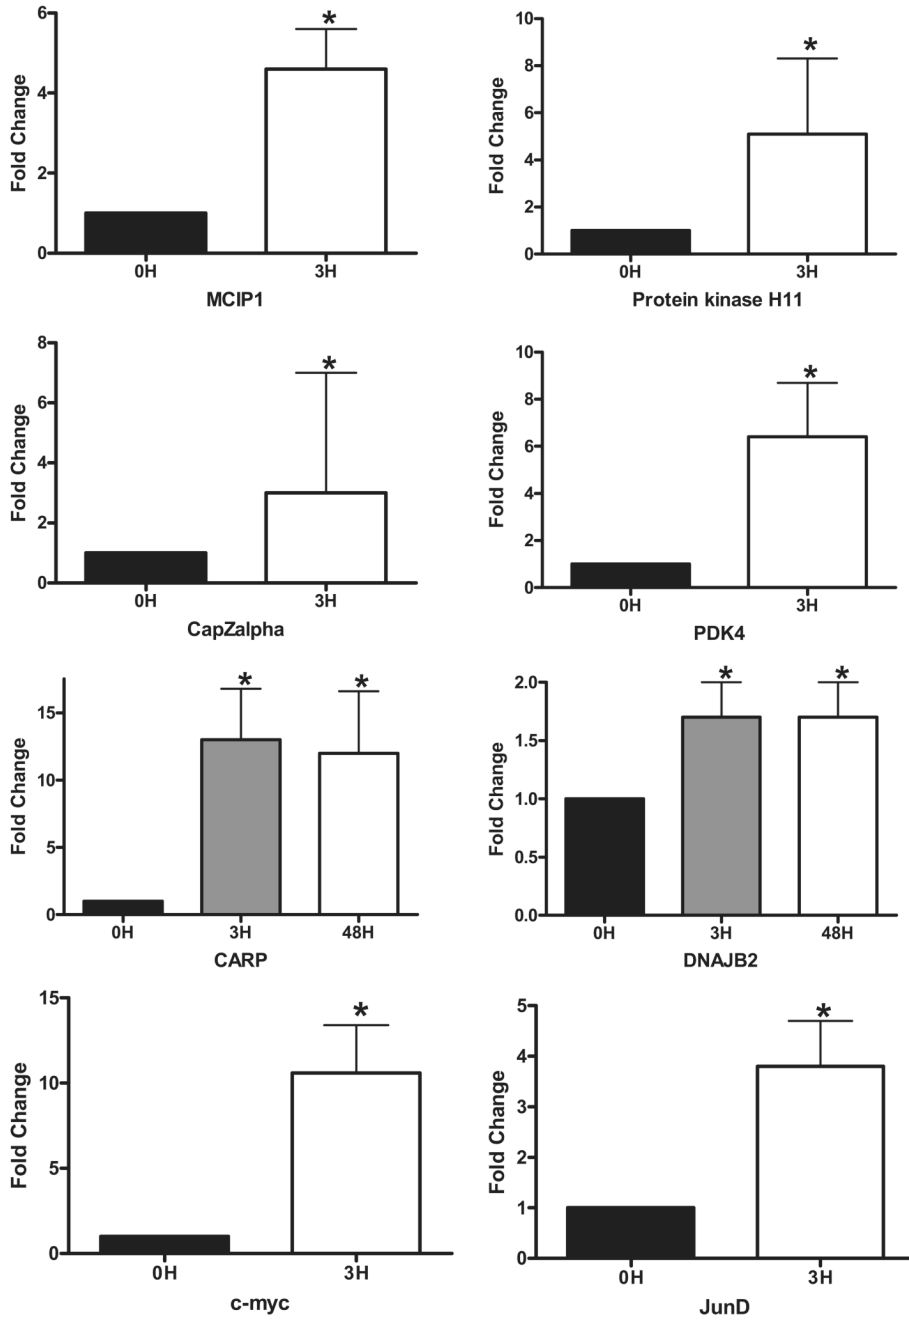 6
4
2
0
Fold Change
*
0H
3H
MCIP1
10
8
6
4
2
0
Fold Change
*
0H
3H
Protein kinase H11
8
6
4
2
0
Fold Change
*
0H
3H
CapZalpha
10
8
6
4
2
0
Fold Change
*
0H
3H
PDK4
15
10
5
0
Fold Change
*
*
0H
3H
48H
CARP
2.0
1.5
1.0
0.5
0.0
Fold Change
*
*
0H
3H
48H
DNAJB2
15
10
5
0
Fold Change
*
0H
3H
c-myc
5
4
3
2
1
0
Fold Change
*
0H
3H
JunD